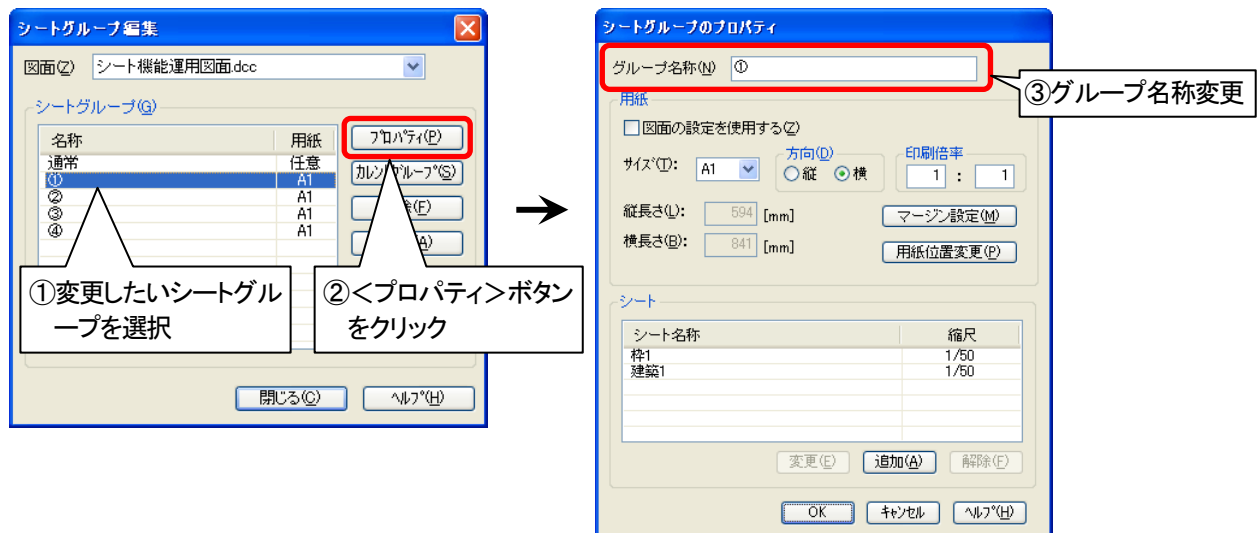 シートグループ編集
図面(Z) シート機能運用図面.dcc
シートグループ(G)
名称 用紙
通常 任意
① A1
② A1
③ A1
④ A1
ﾌﾟﾛﾊﾟﾃｨ(P)
(F)
(A)
①変更したいシートグル
ープを選択
②＜プロパティ＞ボタン
をクリック
閉じる(C) ﾍﾙﾌﾟ(H)
シートグループのプロパティ
グループ名称(N) ①
③グループ名称変更
用紙
図面の設定を使用する(Z)
ｻｲｽﾞ(T): A1 方向(D) 縦 横 印刷倍率 1 : 1
縦長さ(L): 594 [mm] マージン設定(M)
横長さ(B): 841 [mm] 用紙位置変更(P)
シート
シート名称 縮尺
枠1 1/50
建築1 1/50
変更(E) 追加(A) 解除(F)
OK ｷｬﾝｾﾙ ﾍﾙﾌﾟ(H)